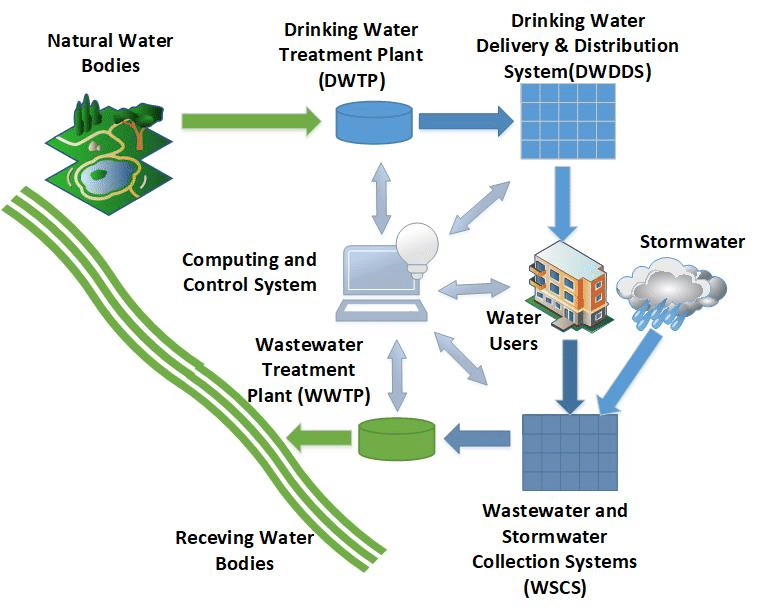 Natural Water
Bodies
Drinking Water
Treatment Plant
(DWTP)
Drinking Water
Delivery & Distribution
System(DWDDS)
Computing and
Control System
Stormwater
Water
Users
Wastewater
Treatment
Plant (WWTP)
Receving Water
Bodies
Wastewater and
Stormwater
Collection Systems
(WSCS)